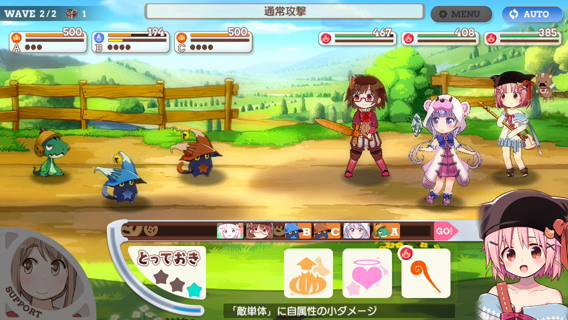 WAVE 2/2 1
通常攻撃
MENU
AUTO
500
174
500
467
408
385
A
B
C
B C A GO!
とっておき
SUPPORT
「敵単体」に自属性の小ダメージ